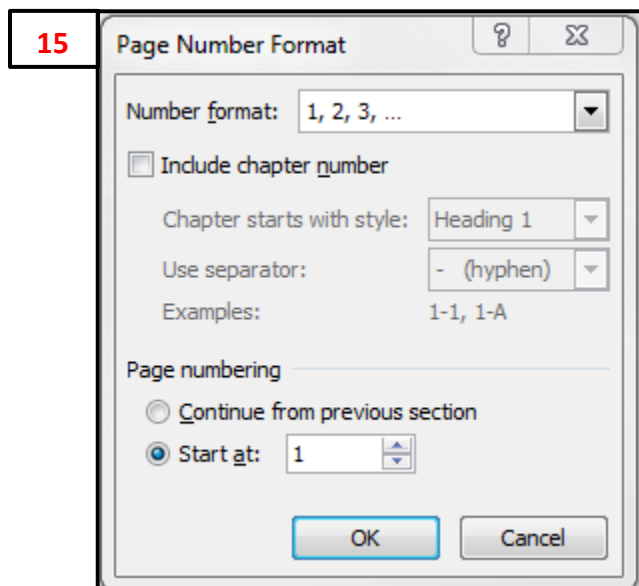 15
Page Number Format
Number format: 1, 2, 3, ...
Include chapter number
Chapter starts with style: Heading 1
Use separator: - (hyphen)
Examples: 1-1, 1-A
Page numbering
Continue from previous section
Start at: 1
OK Cancel